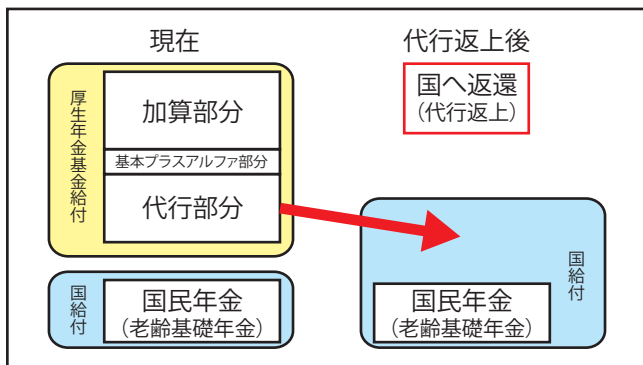 現在
代行返上後
厚生年金基金給付
加算部分
基本プラスアルファ部分
代行部分
国給付
国民年金
（老齢基礎年金）
国へ返還
（代行返上）
国給付
国民年金
（老齢基礎年金）